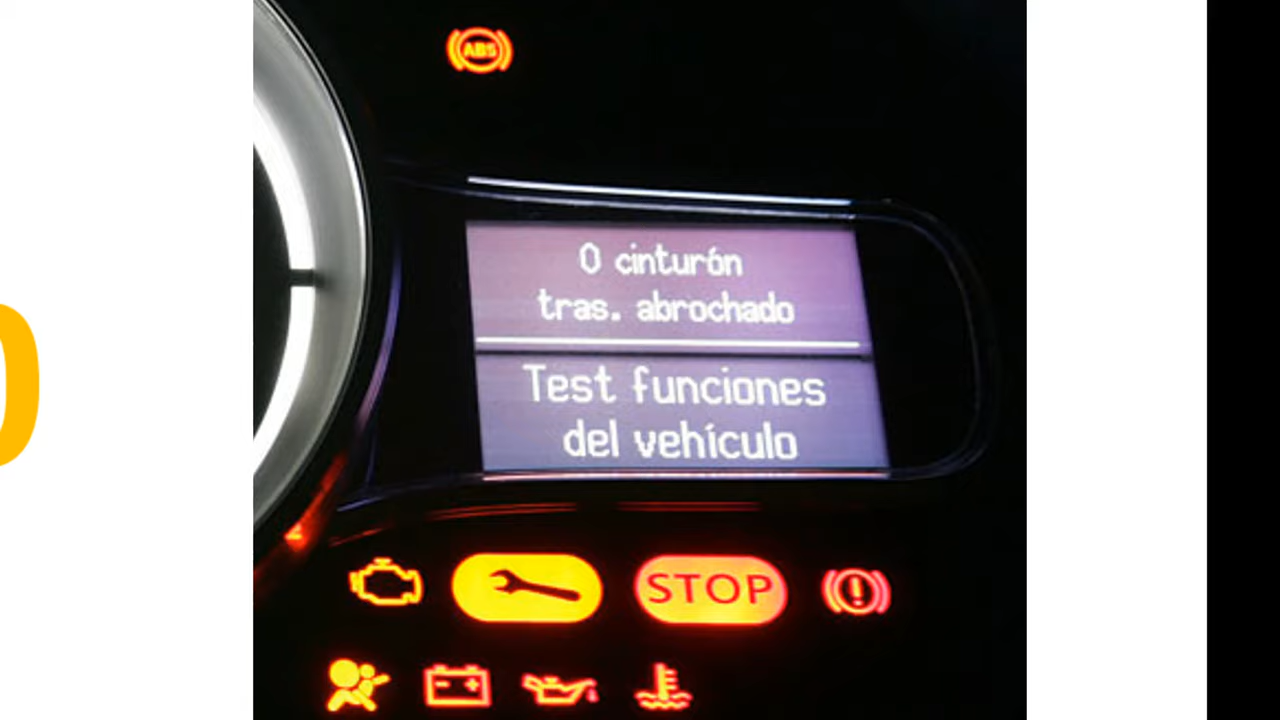 ABS
0 cinturón
tras. abrochado
Test funciones
del vehículo
STOP